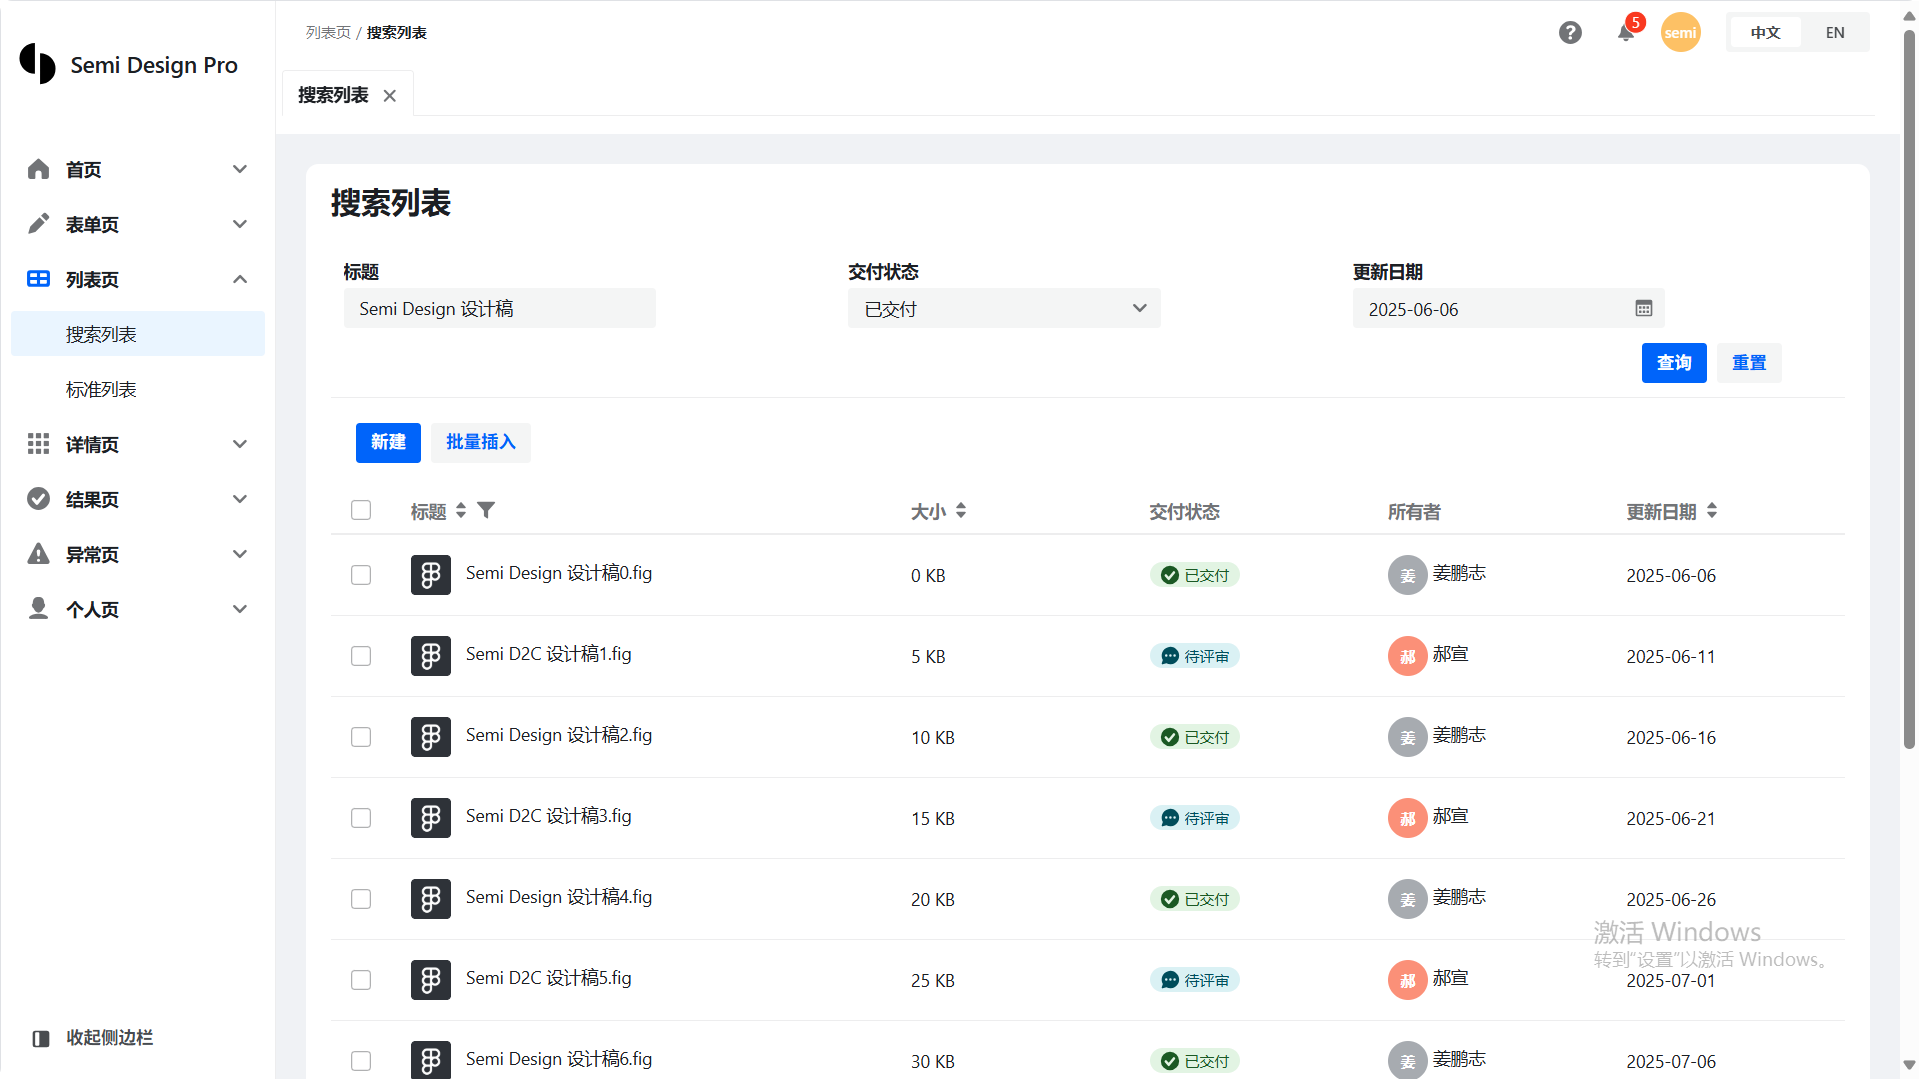 Semi Design Pro
首页
表单页
列表页
搜索列表
标准列表
详情页
结果页
异常页
个人页
收起侧边栏
列表页 / 搜索列表
5
semi
中文 EN
搜索列表
搜索列表
标题 交付状态 更新日期
Semi Design 设计稿 已交付 2025-06-06
查询 重置
新建 批量插入
标题 大小 交付状态 所有者 更新日期
Semi Design 设计稿0.fig 0 KB 已交付 姜 姜鹏志 2025-06-06
Semi D2C 设计稿1.fig 5 KB 待评审 郝 郝宣 2025-06-11
Semi Design 设计稿2.fig 10 KB 已交付 姜 姜鹏志 2025-06-16
Semi D2C 设计稿3.fig 15 KB 待评审 郝 郝宣 2025-06-21
Semi Design 设计稿4.fig 20 KB 已交付 姜 姜鹏志 2025-06-26
Semi D2C 设计稿5.fig 25 KB 待评审 郝 郝宣 2025-07-01
Semi Design 设计稿6.fig 30 KB 已交付 姜 姜鹏志 2025-07-06
激活 Windows
转到"设置"以激活 Windows。